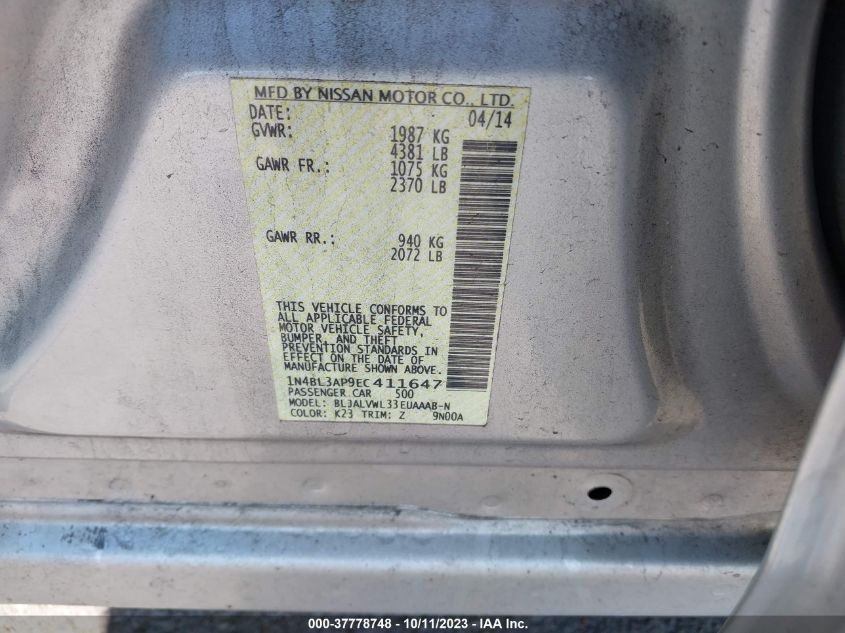 MFD BY NISSAN MOTOR CO., LTD.
DATE: 04/14
GVWR: 1987 KG
4381 LB
GAWR FR.: 1075 KG
2370 LB
GAWR RR.: 940 KG
2072 LB
THIS VEHICLE CONFORMS TO
ALL APPLICABLE FEDERAL
MOTOR VEHICLE SAFETY,
BUMPER, AND THEFT
PREVENTION STANDARDS IN
EFFECT ON THE DATE OF
MANUFACTURE SHOWN ABOVE.
1N4BL3AP9EC411647
PASSENGER CAR 500
MODEL: BLJALVWL33EUAAAB-N
COLOR: K23 TRIM: Z 9N00A
000-37778748 - 10/11/2023 - IAA Inc.